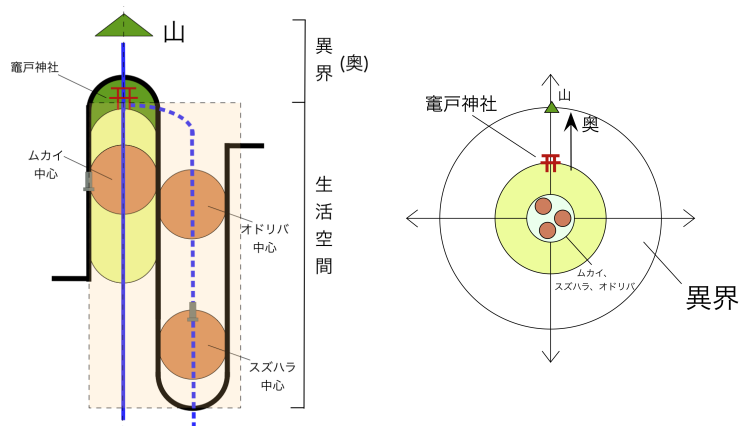 山
竈戸神社
異界
(奥)
ムカイ
中心
オドリバ
中心
生活空間
スズハラ
中心
山
竈戸神社
奥
ムカイ、
スズハラ、オドリバ
異界